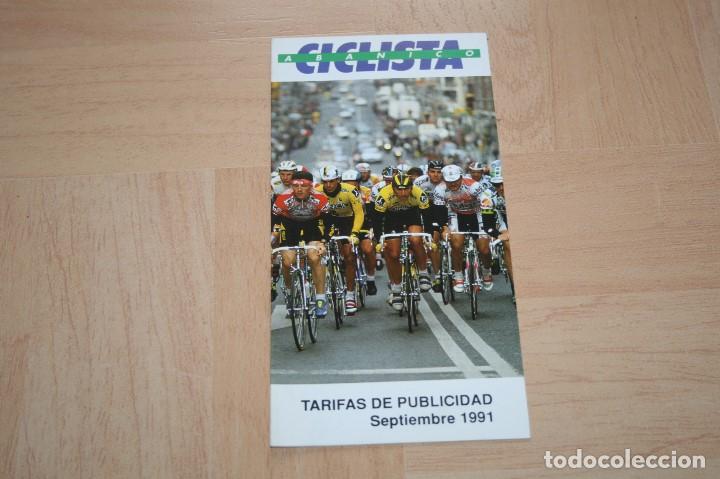 CICLISTA
ABANICO
TARIFAS DE PUBLICIDAD
Septiembre 1991
todocoleccion